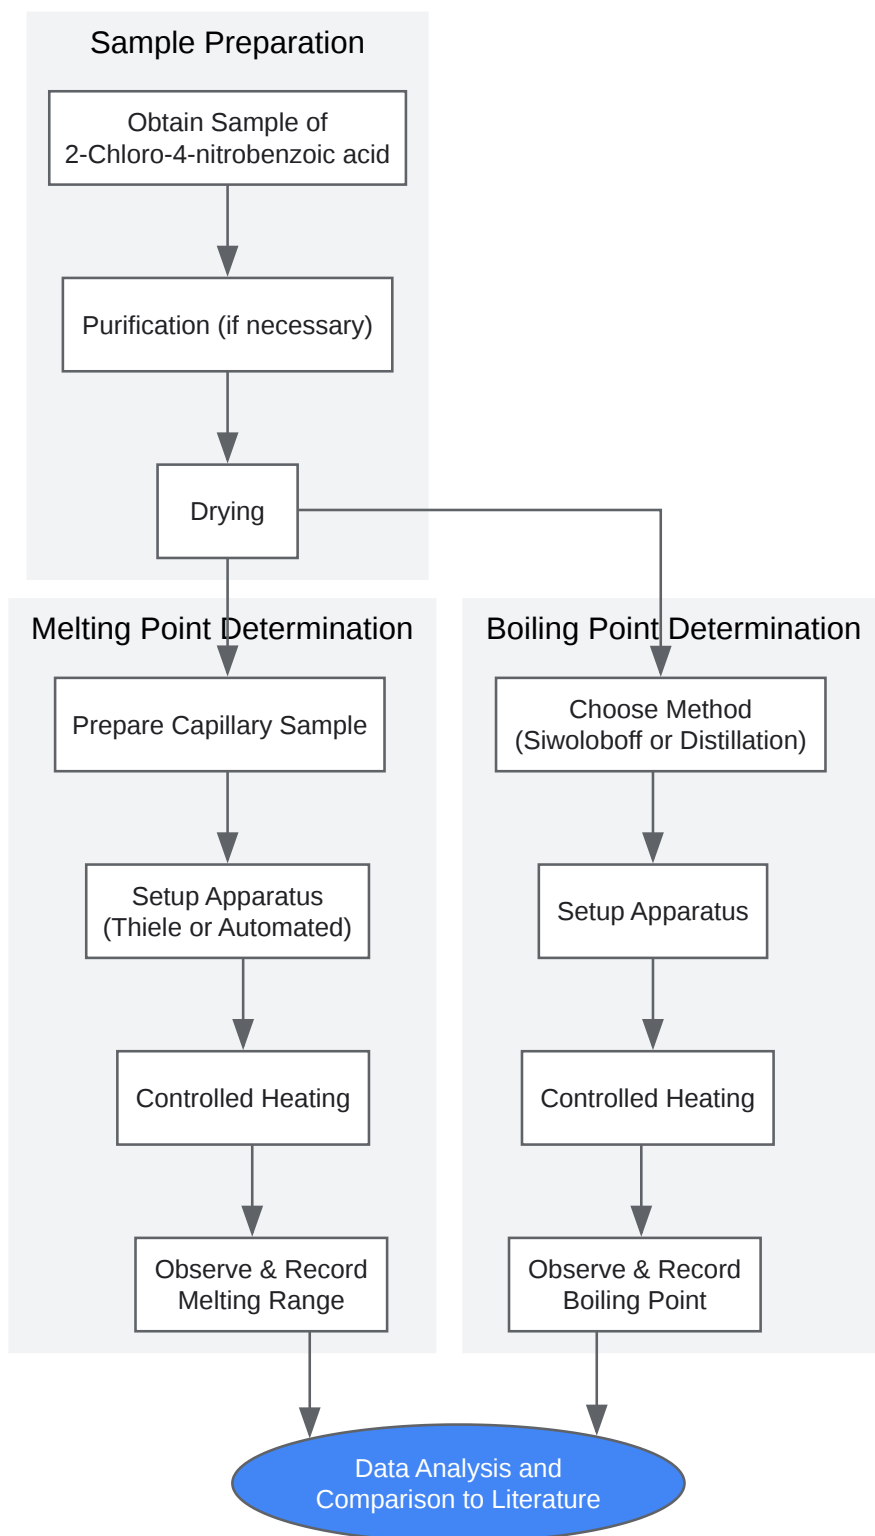 Sample Preparation
Obtain Sample of
2-Chloro-4-nitrobenzoic acid
Purification (if necessary)
Drying
Melting Point Determination
Prepare Capillary Sample
Setup Apparatus
(Thiele or Automated)
Controlled Heating
Observe & Record
Melting Range
Boiling Point Determination
Choose Method
(Siwoloboff or Distillation)
Setup Apparatus
Controlled Heating
Observe & Record
Boiling Point
Data Analysis and
Comparison to Literature